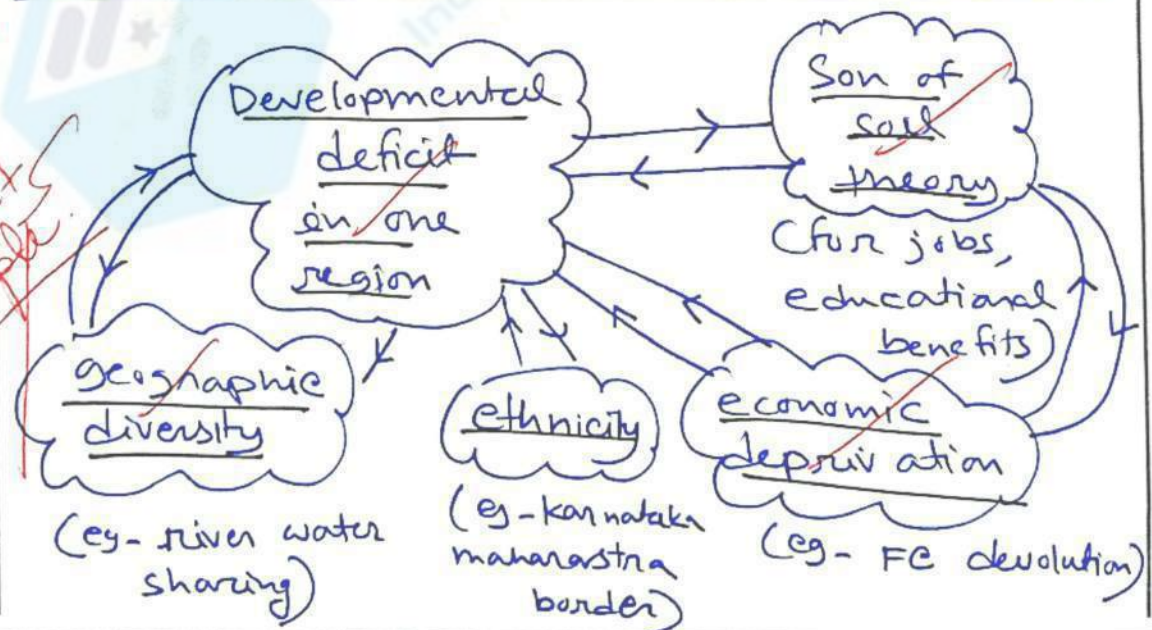 Developmental
deficit
in one
region
Son of
soil
theory
(for jobs,
educational
benefits)
geographic
diversity
(eg - river water
sharing)
ethnicity
(eg - karnataka
maharastra
border)
economic
deprivation
(eg - FC devolution)